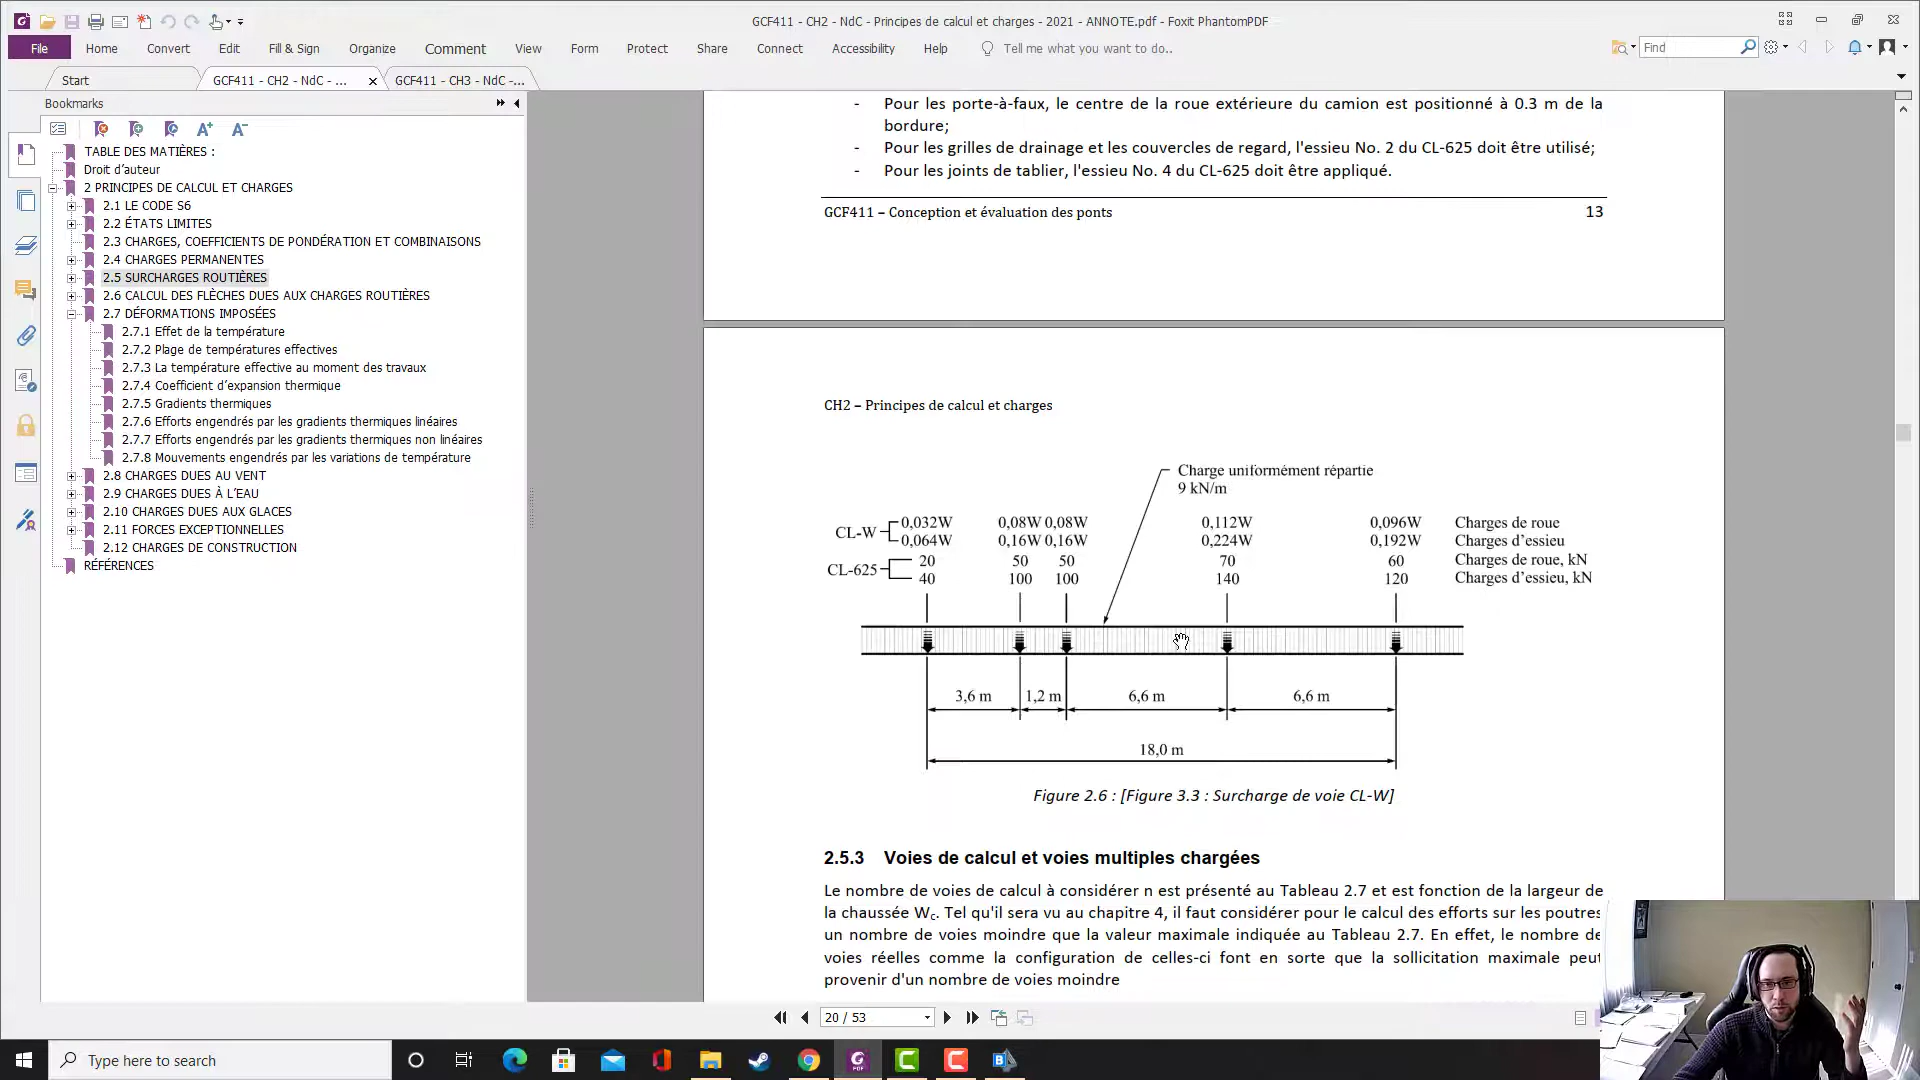 GCF411 - CH2 - NdC - Principes de calcul et charges - 2021 - ANNOTE.pdf - Foxit PhantomPDF
File Home Convert Edit Fill & Sign Organize Comment View Form Protect Share Connect Accessibility Help Tell me what you want to do.. Find
Start GCF411 - CH2 - NdC - ... GCF411 - CH3 - NdC -...
Bookmarks
TABLE DES MATIÈRES :
Droit d'auteur
2 PRINCIPES DE CALCUL ET CHARGES
2.1 LE CODE S6
2.2 ÉTATS LIMITES
2.3 CHARGES, COEFFICIENTS DE PONDÉRATION ET COMBINAISONS
2.4 CHARGES PERMANENTES
2.5 SURCHARGES ROUTIÈRES
2.6 CALCUL DES FLÈCHES DUES AUX CHARGES ROUTIÈRES
2.7 DÉFORMATIONS IMPOSÉES
2.7.1 Effet de la température
2.7.2 Plage de températures effectives
2.7.3 La température effective au moment des travaux
2.7.4 Coefficient d'expansion thermique
2.7.5 Gradients thermiques
2.7.6 Efforts engendrés par les gradients thermiques linéaires
2.7.7 Efforts engendrés par les gradients thermiques non linéaires
2.7.8 Mouvements engendrés par les variations de température
2.8 CHARGES DUES AU VENT
2.9 CHARGES DUES À L'EAU
2.10 CHARGES DUES AUX GLACES
2.11 FORCES EXCEPTIONNELLES
2.12 CHARGES DE CONSTRUCTION
RÉFÉRENCES
- Pour les porte-à-faux, le centre de la roue extérieure du camion est positionné à 0.3 m de la
bordure;
- Pour les grilles de drainage et les couvercles de regard, l'essieu No. 2 du CL-625 doit être utilisé;
- Pour les joints de tablier, l'essieu No. 4 du CL-625 doit être appliqué.
GCF411 – Conception et évaluation des ponts 13
CH2 – Principes de calcul et charges
Charge uniformément répartie
9 kN/m
CL-W
0,032W 0,08W 0,08W 0,112W 0,096W Charges de roue
0,064W 0,16W 0,16W 0,224W 0,192W Charges d'essieu
CL-625
20 50 50 70 60 Charges de roue, kN
40 100 100 140 120 Charges d'essieu, kN
3,6 m 1,2 m 6,6 m 6,6 m
18,0 m
Figure 2.6 : [Figure 3.3 : Surcharge de voie CL-W]
2.5.3 Voies de calcul et voies multiples chargées
Le nombre de voies de calcul à considérer n est présenté au Tableau 2.7 et est fonction de la largeur de
la chaussée Wc. Tel qu'il sera vu au chapitre 4, il faut considérer pour le calcul des efforts sur les poutres
un nombre de voies moindre que la valeur maximale indiquée au Tableau 2.7. En effet, le nombre de
voies réelles comme la configuration de celles-ci font en sorte que la sollicitation maximale peut
provenir d'un nombre de voies moindre
20 / 53
Type here to search